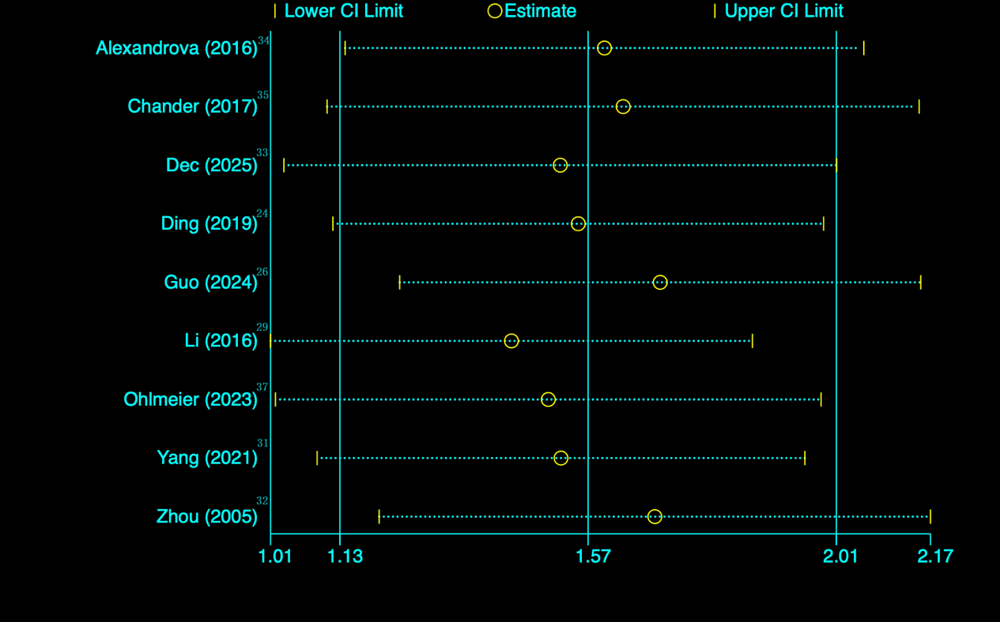 | Lower CI Limit ○Estimate | Upper CI Limit
Alexandrova (2016)34
Chander (2017)35
Dec (2025)33
Ding (2019)24
Guo (2024)26
Li (2016)29
Ohlmeier (2023)37
Yang (2021)31
Zhou (2005)32
1.01 1.13 1.57 2.01 2.17